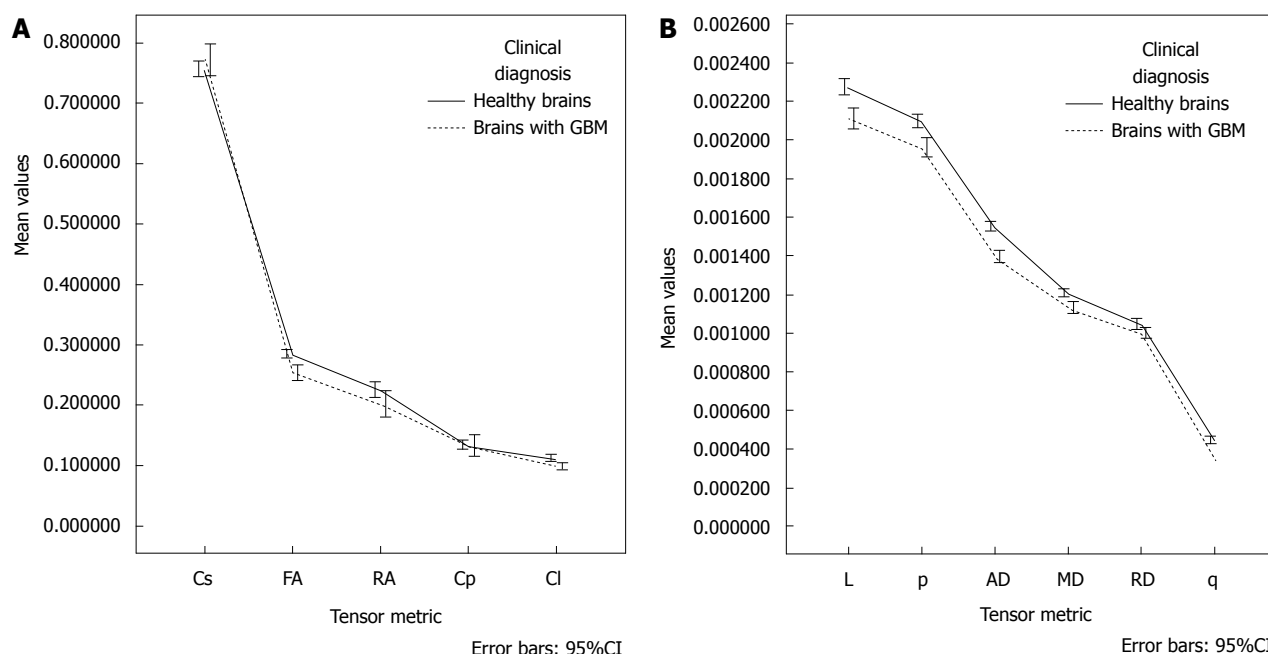 A
0.800000
0.700000
0.600000
0.500000
0.400000
0.300000
0.200000
0.100000
0.000000
Mean values
Clinical
diagnosis
Healthy brains
Brains with GBM
Cs FA RA Cp Cl
Tensor metric
Error bars: 95%CI
B
0.002600
0.002400
0.002200
0.002000
0.001800
0.001600
0.001400
0.001200
0.001000
0.000800
0.000600
0.000400
0.000200
0.000000
Mean values
Clinical
diagnosis
Healthy brains
Brains with GBM
L p AD MD RD q
Tensor metric
Error bars: 95%CI